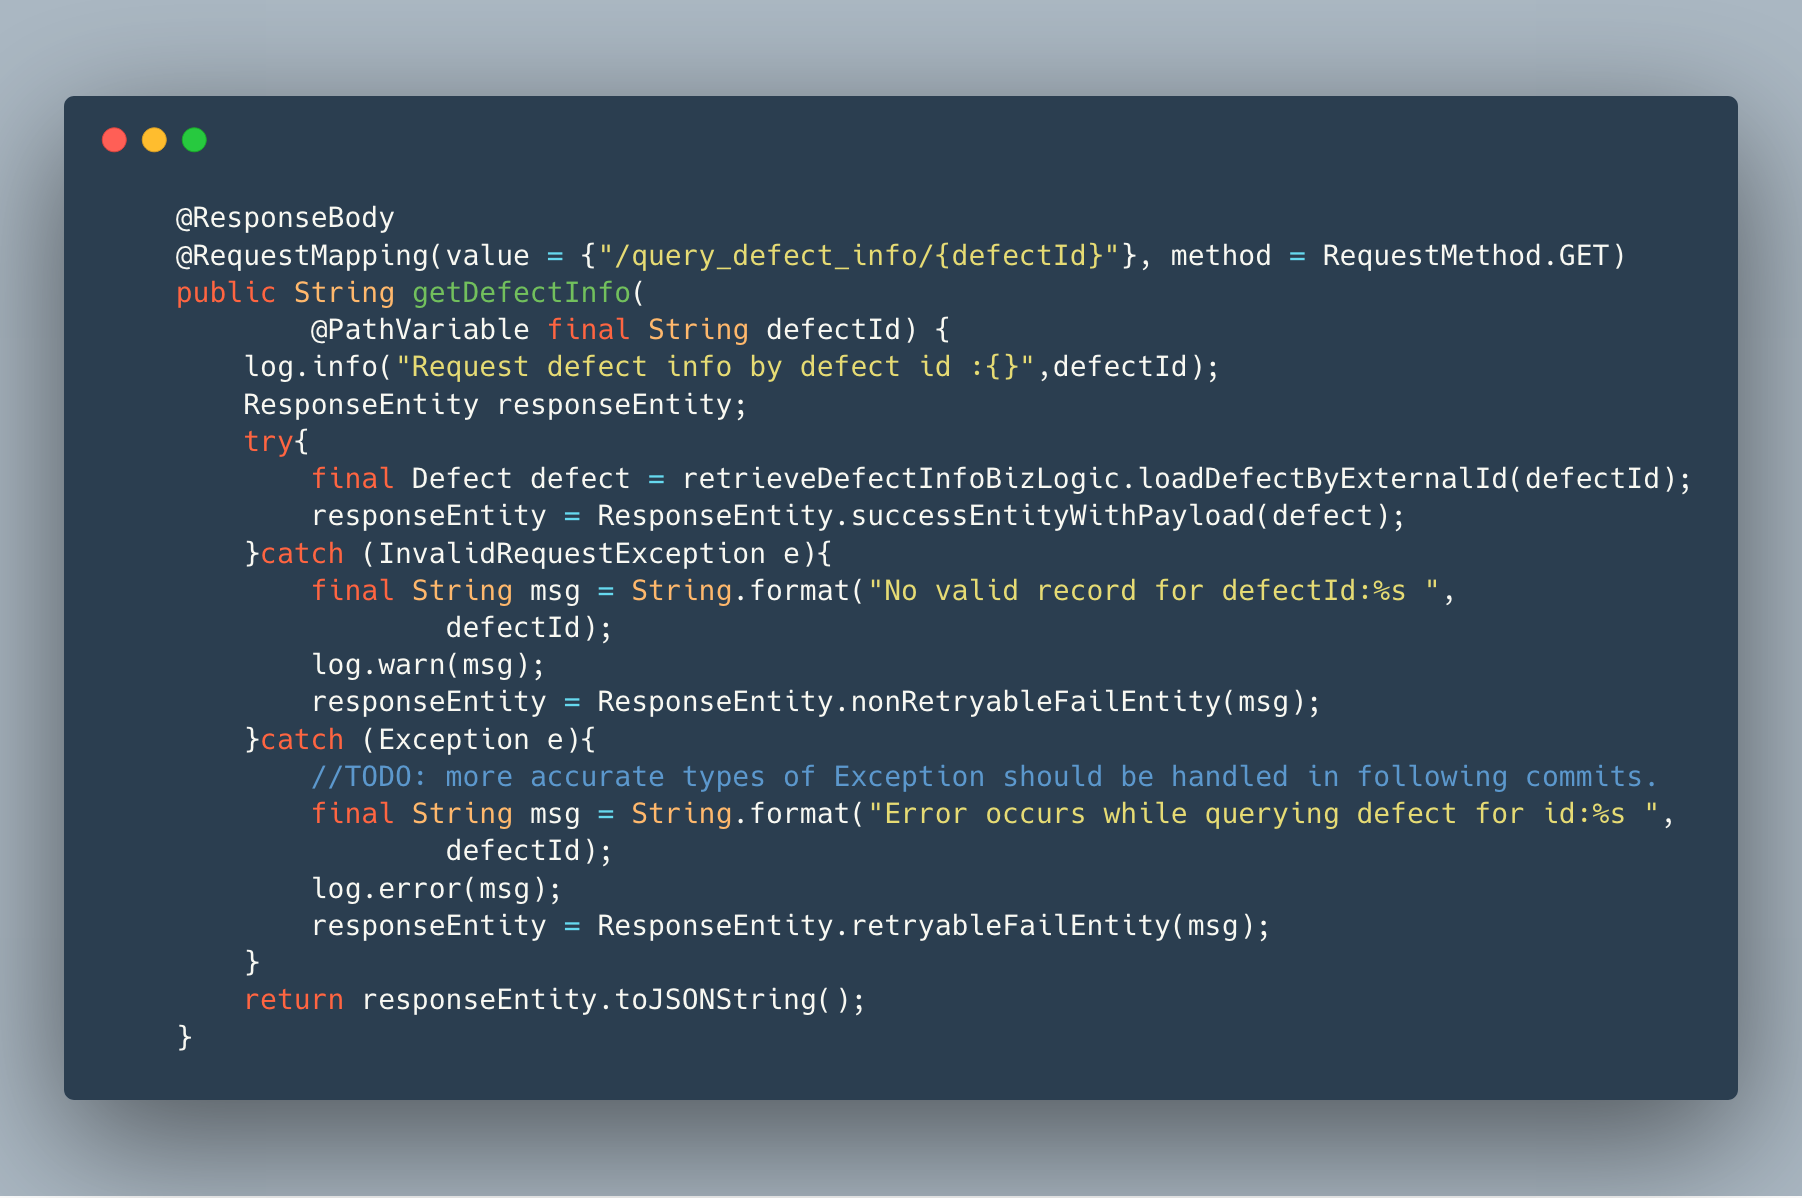 @ResponseBody
@RequestMapping(value = {"/query_defect_info/{defectId}"}, method = RequestMethod.GET)
public String getDefectInfo(
        @PathVariable final String defectId) {
    log.info("Request defect info by defect id :{}",defectId);
    ResponseEntity responseEntity;
    try{
        final Defect defect = retrieveDefectInfoBizLogic.loadDefectByExternalId(defectId);
        responseEntity = ResponseEntity.successEntityWithPayload(defect);
    }catch (InvalidRequestException e){
        final String msg = String.format("No valid record for defectId:%s ",
                defectId);
        log.warn(msg);
        responseEntity = ResponseEntity.nonRetryableFailEntity(msg);
    }catch (Exception e){
        //TODO: more accurate types of Exception should be handled in following commits.
        final String msg = String.format("Error occurs while querying defect for id:%s ",
                defectId);
        log.error(msg);
        responseEntity = ResponseEntity.retryableFailEntity(msg);
    }
    return responseEntity.toJSONString();
}